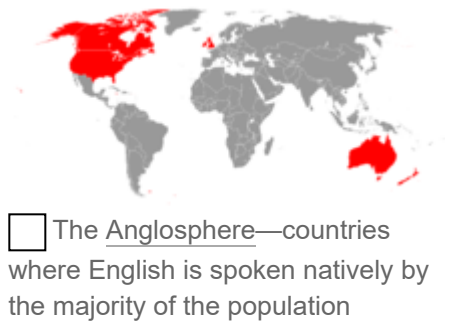 The Anglosphere—countries
where English is spoken natively by
the majority of the population